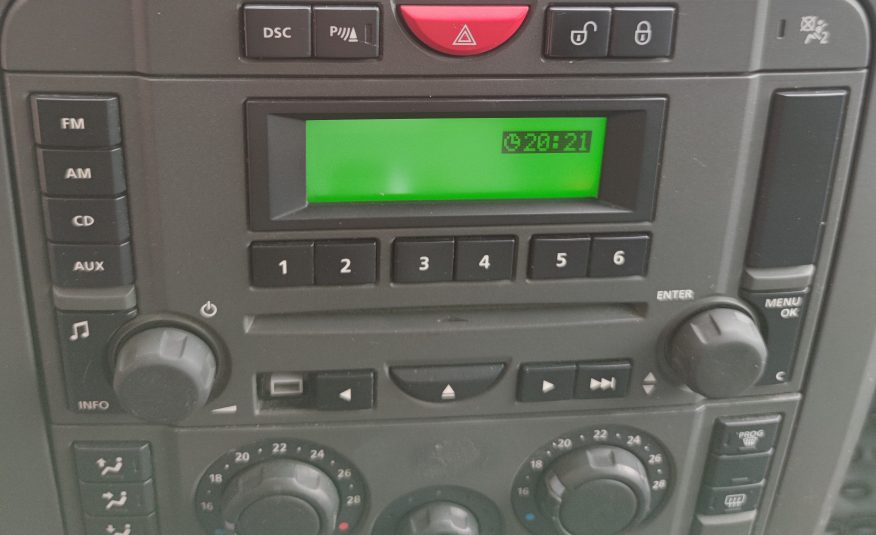 DSC P
FM
20:21
AM
CD
AUX
1 2 3 4 5 6
ENTER
MENU
OK
INFO
C
PROG
16 18 20 22 24 26 28
16 18 20 22 24 26 28